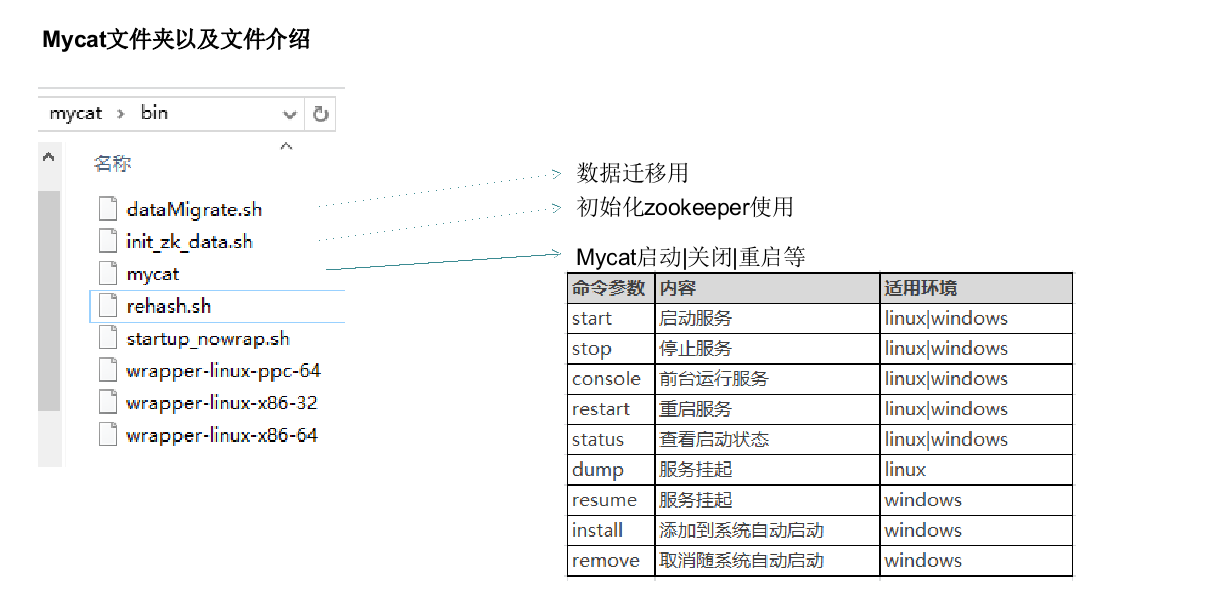 Mycat文件夹以及文件介绍
mycat > bin
名称
dataMigrate.sh
init_zk_data.sh
mycat
rehash.sh
startup_nowrap.sh
wrapper-linux-ppc-64
wrapper-linux-x86-32
wrapper-linux-x86-64
数据迁移用
初始化zookeeper使用
Mycat启动|关闭|重启等
命令参数 内容 适用环境
start 启动服务 linux|windows
stop 停止服务 linux|windows
console 前台运行服务 linux|windows
restart 重启服务 linux|windows
status 查看启动状态 linux|windows
dump 服务挂起 linux
resume 服务挂起 windows
install 添加到系统自动启动 windows
remove 取消随系统自动启动 windows